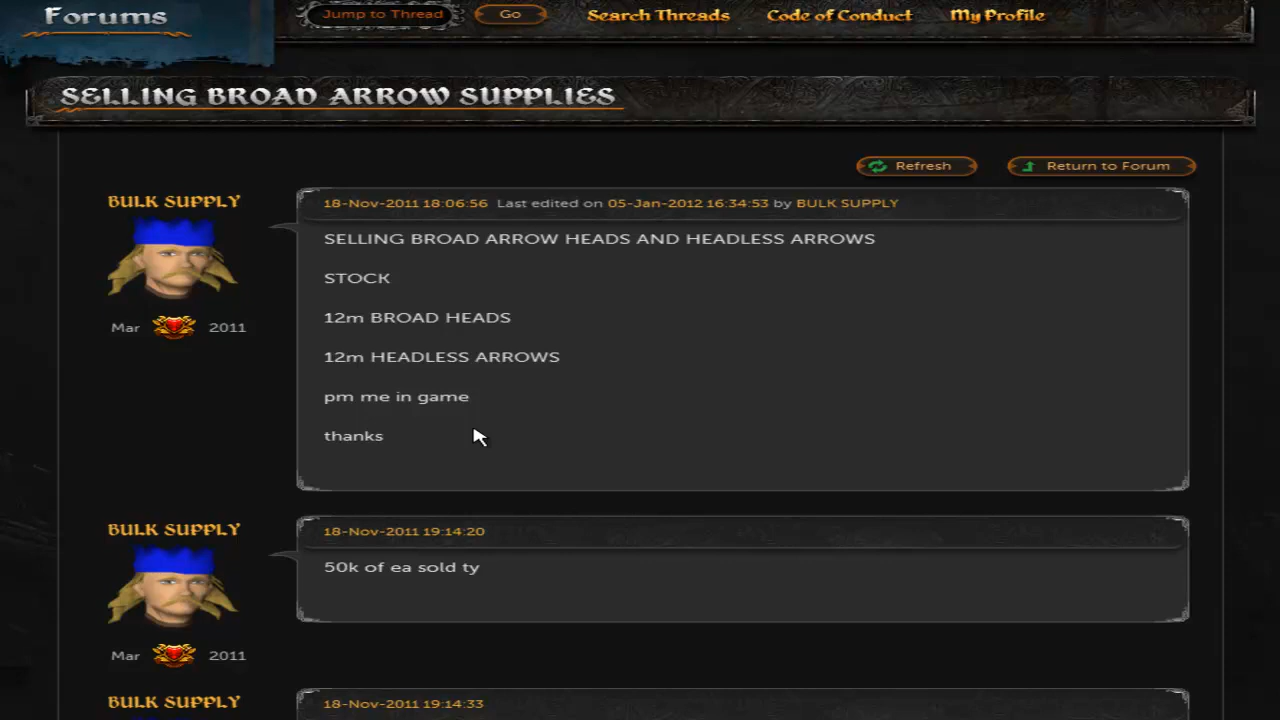 Forums
Jump to Thread
Go
Search Threads
Code of Conduct
My Profile
SELLING BROAD ARROW SUPPLIES
Refresh
Return to Forum
BULK SUPPLY
Mar 2011
18-Nov-2011 18:06:56 Last edited on 05-Jan-2012 16:34:53 by BULK SUPPLY
SELLING BROAD ARROW HEADS AND HEADLESS ARROWS
STOCK
12m BROAD HEADS
12m HEADLESS ARROWS
pm me in game
thanks
BULK SUPPLY
Mar 2011
18-Nov-2011 19:14:20
50k of ea sold ty
BULK SUPPLY
18-Nov-2011 19:14:33